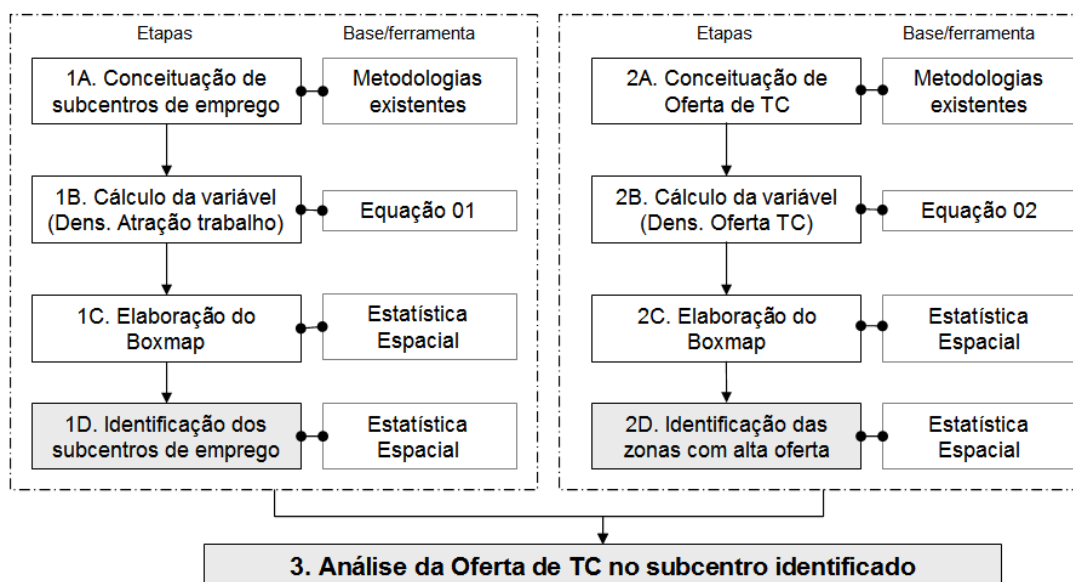 Etapas
Base/ferramenta
1A. Conceituação de
subcentros de emprego
Metodologias
existentes
1B. Cálculo da variável
(Dens. Atração trabalho)
Equação 01
1C. Elaboração do
Boxmap
Estatística
Espacial
1D. Identificação dos
subcentros de emprego
Estatística
Espacial
Etapas
Base/ferramenta
2A. Conceituação de
Oferta de TC
Metodologias
existentes
2B. Cálculo da variável
(Dens. Oferta TC)
Equação 02
2C. Elaboração do
Boxmap
Estatística
Espacial
2D. Identificação das
zonas com alta oferta
Estatística
Espacial
3. Análise da Oferta de TC no subcentro identificado